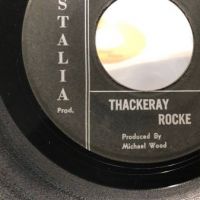 STALIA
Prod.
THACKERAY
ROCKE
Produced By
Michael Wood